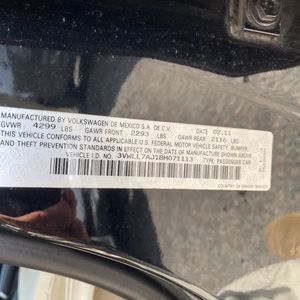 MANUFACTURED BY VOLKSWAGEN DE MEXICO S.A. DE C.V. 02.11
GVWR 4299 LBS GAWR FRONT 2293 LBS GAWR REAR 2116 LBS
THIS VEHICLE CONFORMS TO ALL APPLICABLE U.S. FEDERAL MOTOR VEHICLE SAFETY, BUMPER,
AND THEFT PREVENTION STANDARDS IN EFFECT ON THE DATE OF MANUFACTURE SHOWN ABOVE.
VEHICLE I.D. NO.: 3VWLL7AJ1BM071113 TYPE: PASSENGER CAR